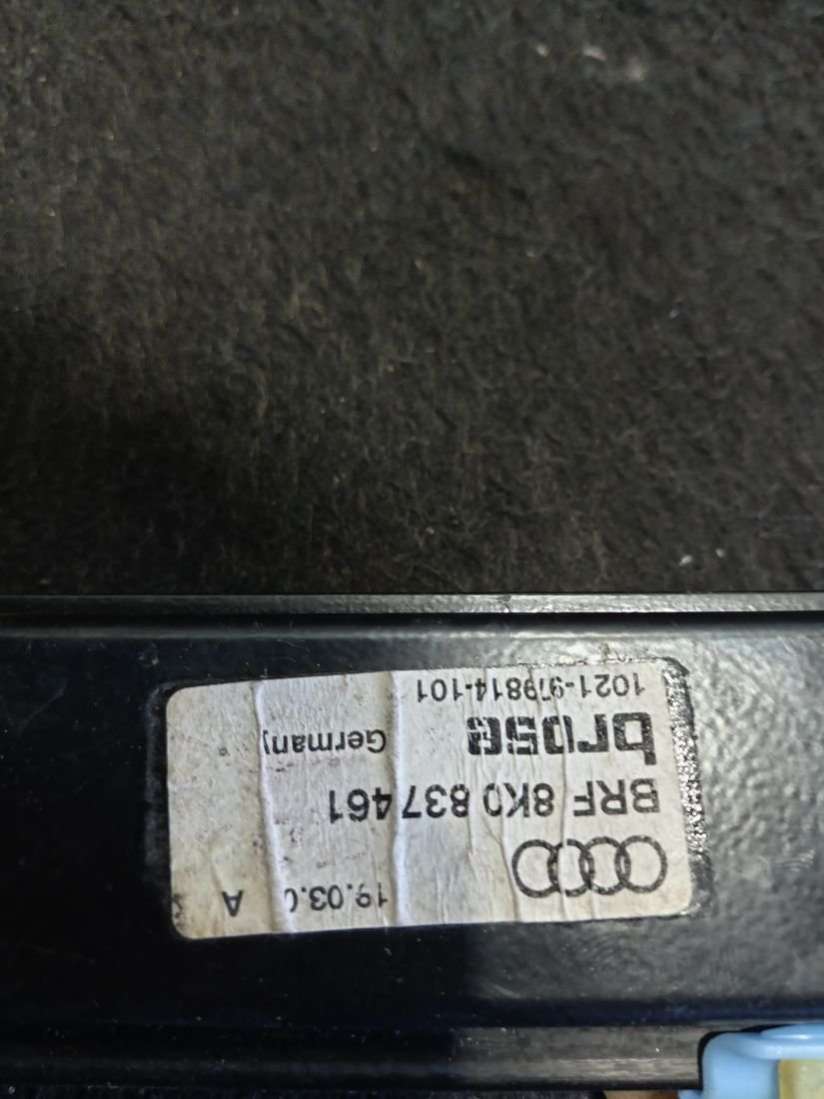 19.03.0 A
BRF 8K0 837 461
brose Germany
1021-979814-101